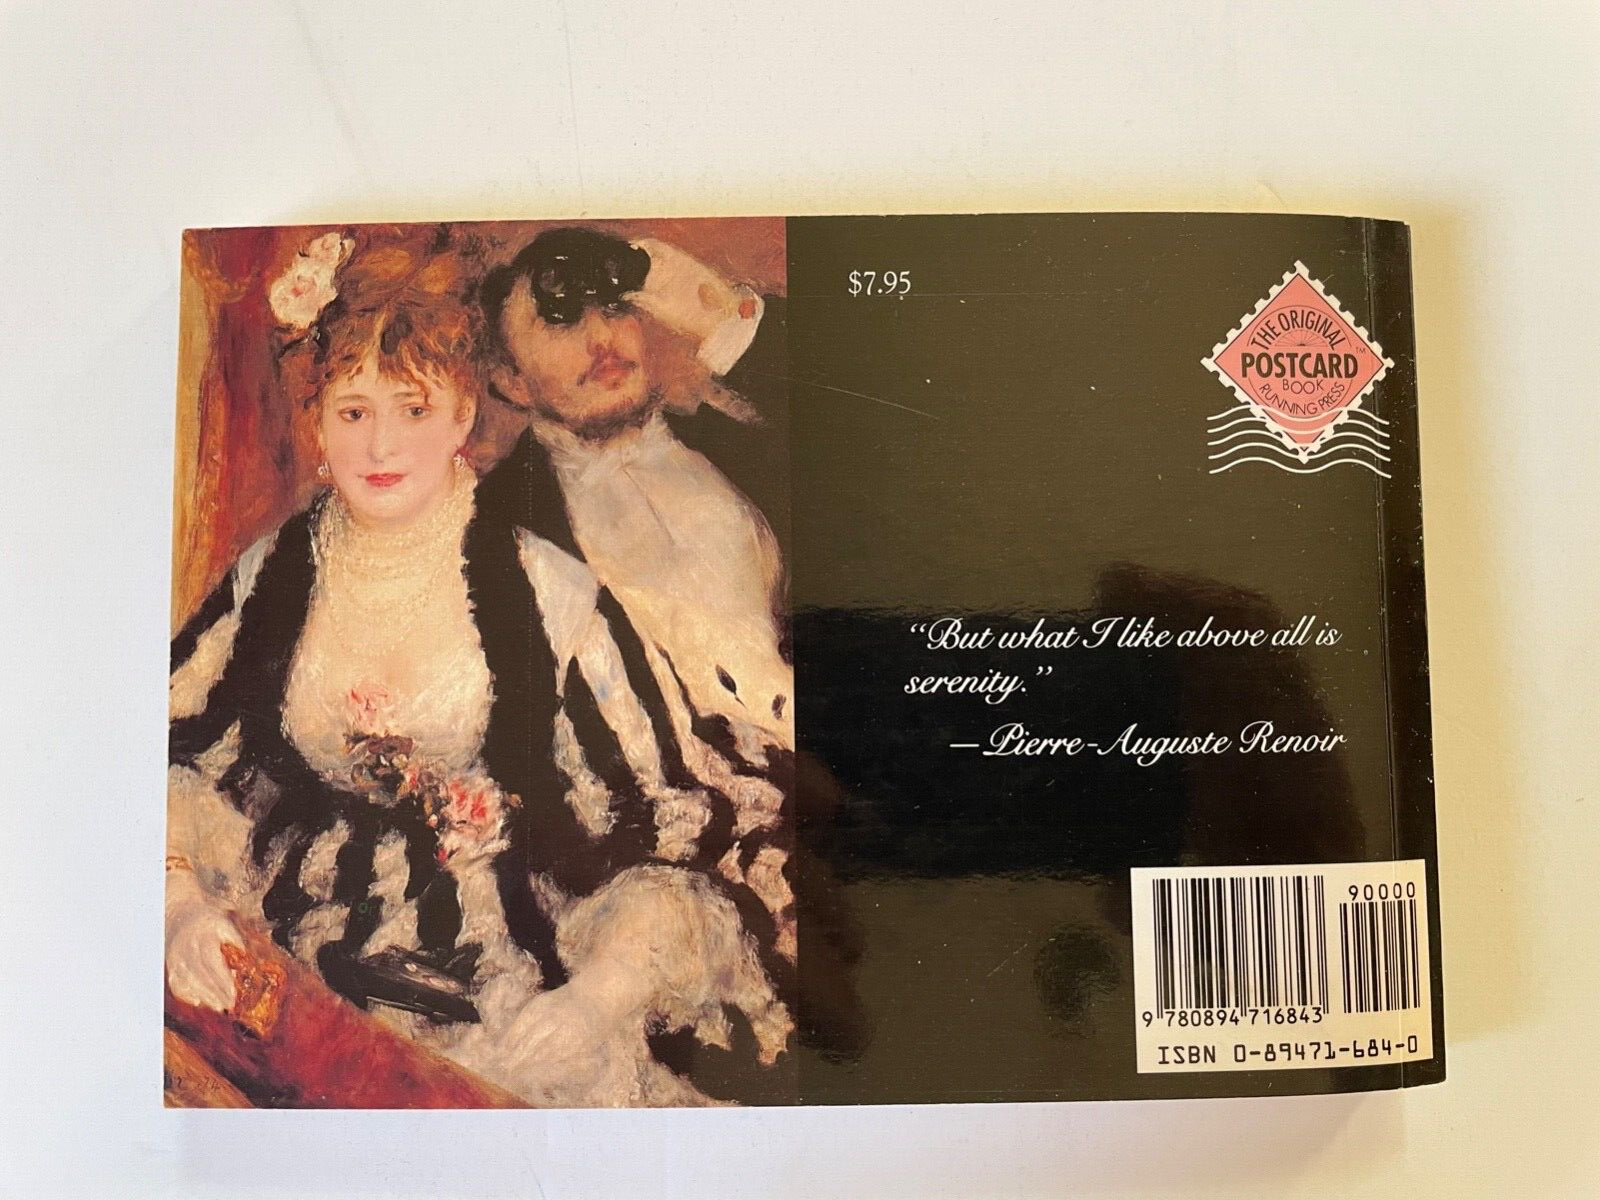 $7.95
THE ORIGINAL
POSTCARD™
BOOK
RUNNING PRESS
“But what I like above all is
serenity.”
—Pierre-Auguste Renoir
90000
9 780894 716843
ISBN 0-89471-684-0